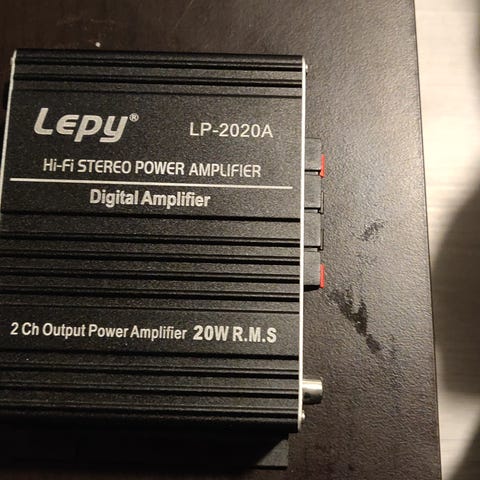 Lepy®
LP-2020A
Hi-Fi STEREO POWER AMPLIFIER
Digital Amplifier
2 Ch Output Power Amplifier 20W R.M.S